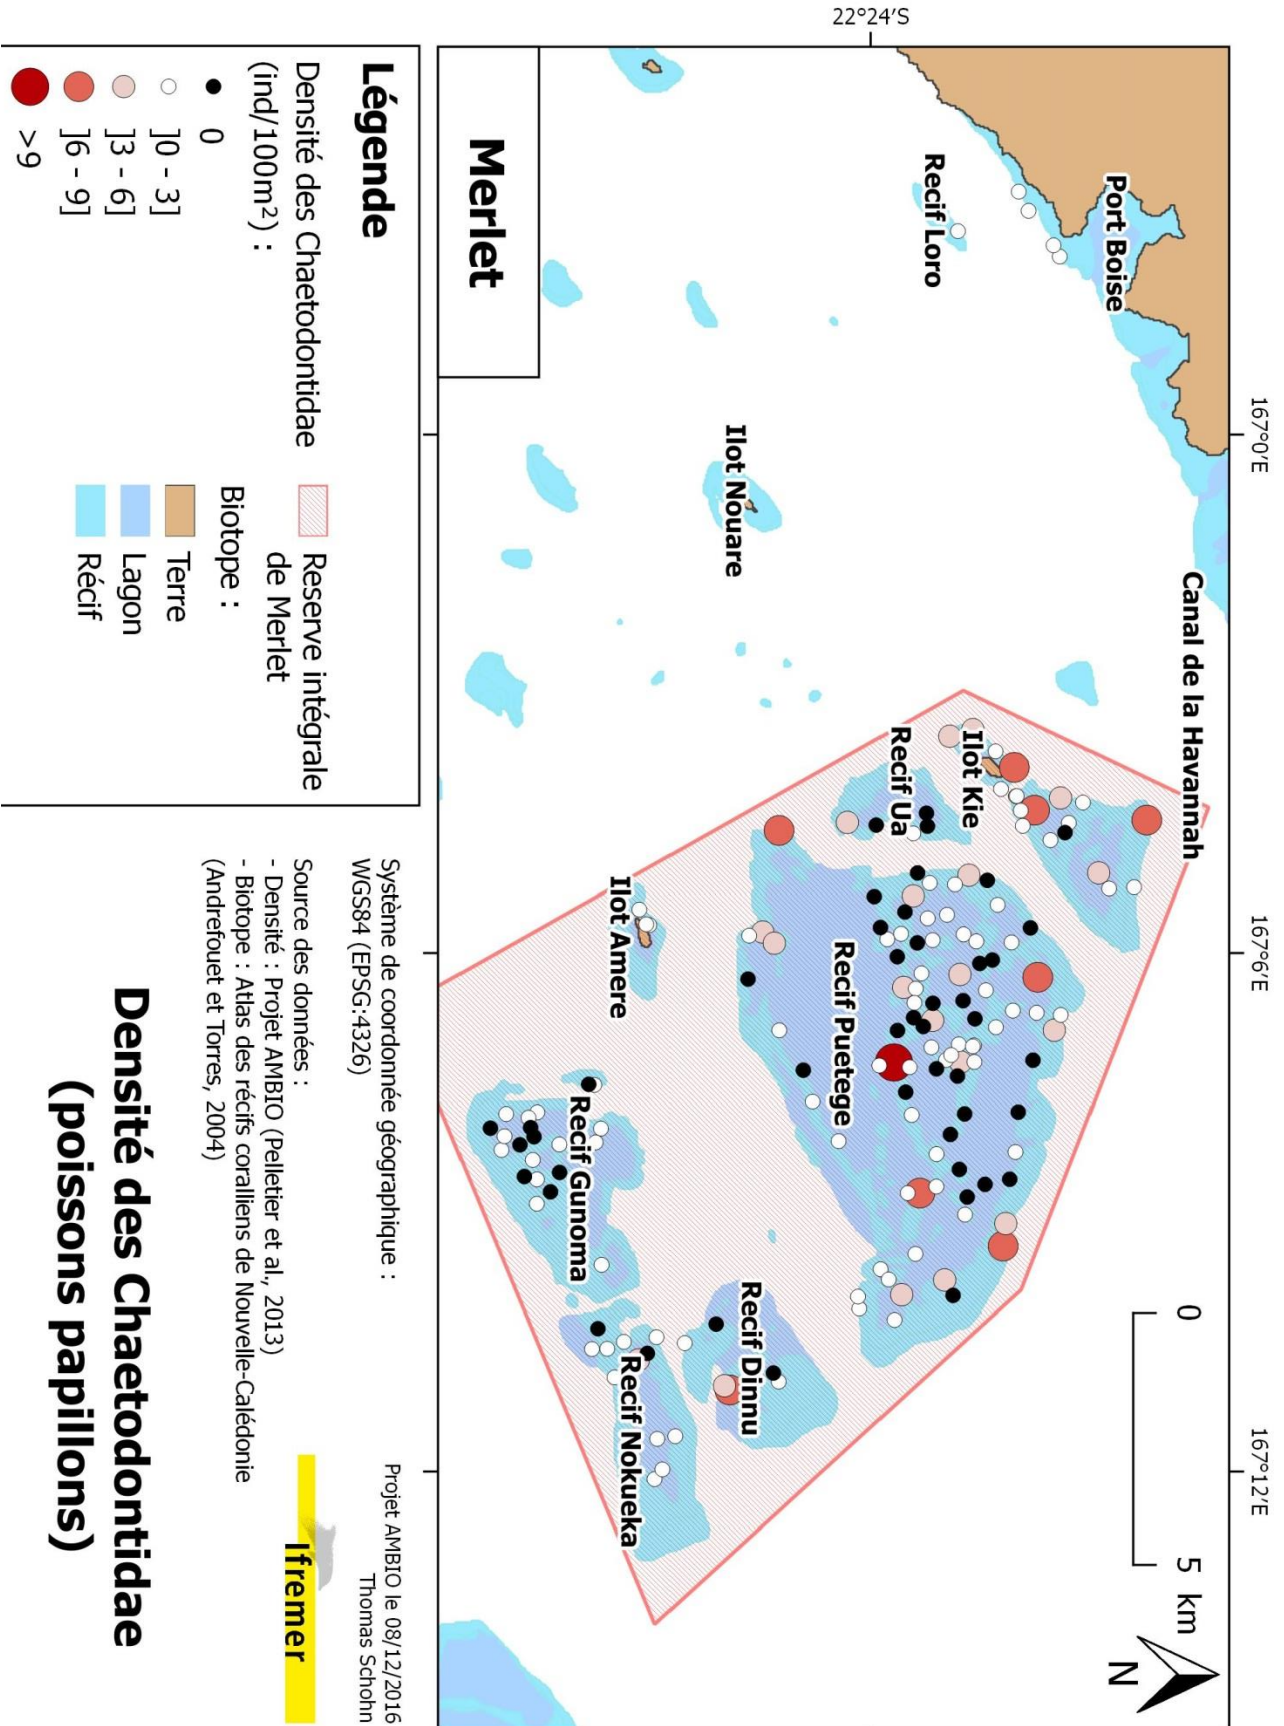 167°0'E
167°6'E
167°12'E
22°24'S
Canal de la Havannah
Port Boise
Recif Loro
Ilot Kie
Recif Ua
Recif Puetege
Ilot Nouare
Recif Dinnu
Ilot Amere
Recif Nokueka
Recif Gunoma
0 5 km
N
Merlet
Légende
Densité des Chaetodontidae
(ind/100m²) :
0
]0 - 3]
]3 - 6]
]6 - 9]
>9
Reserve intégrale
de Merlet
Biotope :
Terre
Lagon
Récif
Système de coordonnée géographique :
WGS84 (EPSG:4326)
Source des données :
- Densité : Projet AMBIO (Pelletier et al., 2013)
- Biotope : Atlas des récifs coralliens de Nouvelle-Calédonie
(Andrefouet et Torres, 2004)
Projet AMBIO le 08/12/2016
Thomas Schohn
Ifremer
Densité des Chaetodontidae
(poissons papillons)